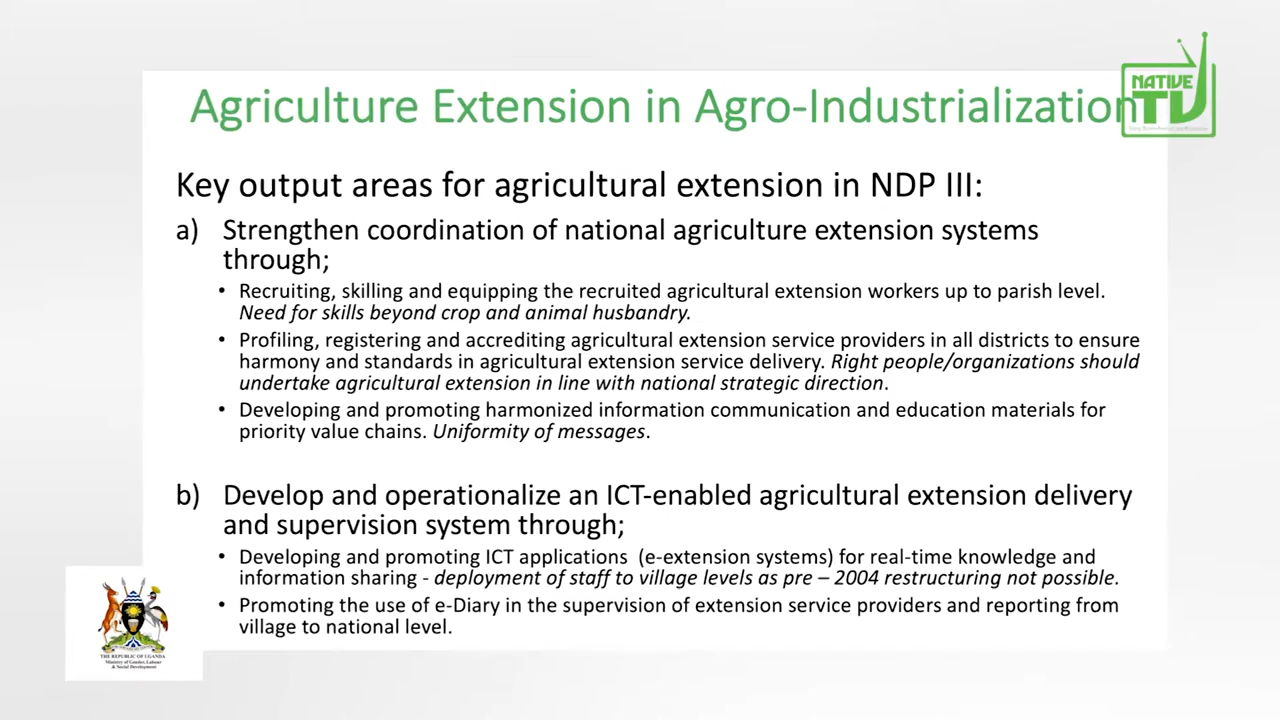 NATIVE
TV
Agriculture Extension in Agro-Industrialization
Key output areas for agricultural extension in NDP III:
a) Strengthen coordination of national agriculture extension systems
through;
• Recruiting, skilling and equipping the recruited agricultural extension workers up to parish level.
Need for skills beyond crop and animal husbandry.
• Profiling, registering and accrediting agricultural extension service providers in all districts to ensure
harmony and standards in agricultural extension service delivery. Right people/organizations should
undertake agricultural extension in line with national strategic direction.
• Developing and promoting harmonized information communication and education materials for
priority value chains. Uniformity of messages.
b) Develop and operationalize an ICT-enabled agricultural extension delivery
and supervision system through;
• Developing and promoting ICT applications (e-extension systems) for real-time knowledge and
information sharing - deployment of staff to village levels as pre – 2004 restructuring not possible.
• Promoting the use of e-Diary in the supervision of extension service providers and reporting from
village to national level.
THE REPUBLIC OF UGANDA
Ministry of Gender, Labour
& Social Development